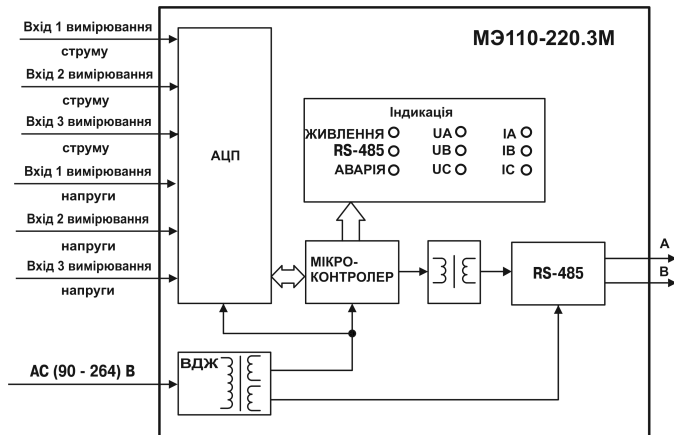 МЭ110-220.3М
Вхід 1 вимірювання
струму
Вхід 2 вимірювання
струму
Вхід 3 вимірювання
струму
Вхід 1 вимірювання
напруги
Вхід 2 вимірювання
напруги
Вхід 3 вимірювання
напруги
АЦП
Індикація
ЖИВЛЕННЯ UA IA
RS-485 UB IB
АВАРІЯ UC IC
МІКРО-
КОНТРОЛЕР
RS-485
A
B
ВДЖ
AC (90 - 264) В